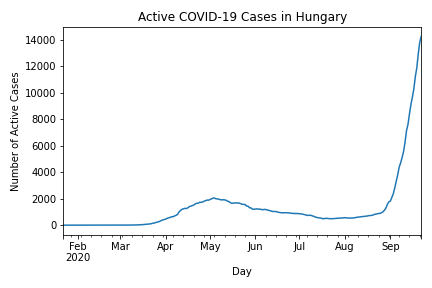 Active COVID-19 Cases in Hungary
Number of Active Cases
14000
12000
10000
8000
6000
4000
2000
0
Feb Mar Apr May Jun Jul Aug Sep
2020
Day